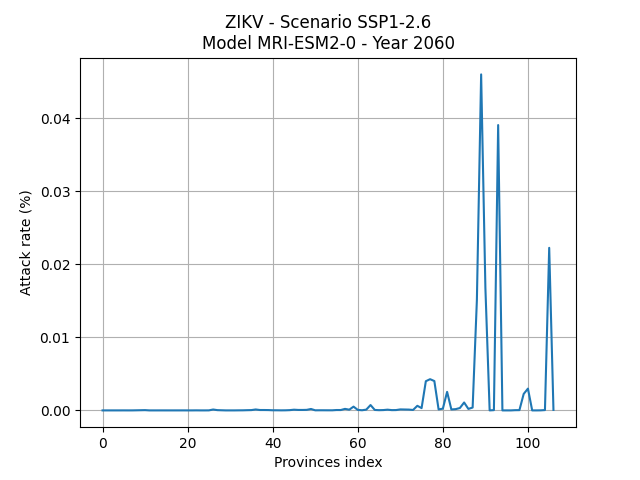 ZIKV - Scenario SSP1-2.6
Model MRI-ESM2-0 - Year 2060
Attack rate (%)
0.04
0.03
0.02
0.01
0.00
0 20 40 60 80 100
Provinces index